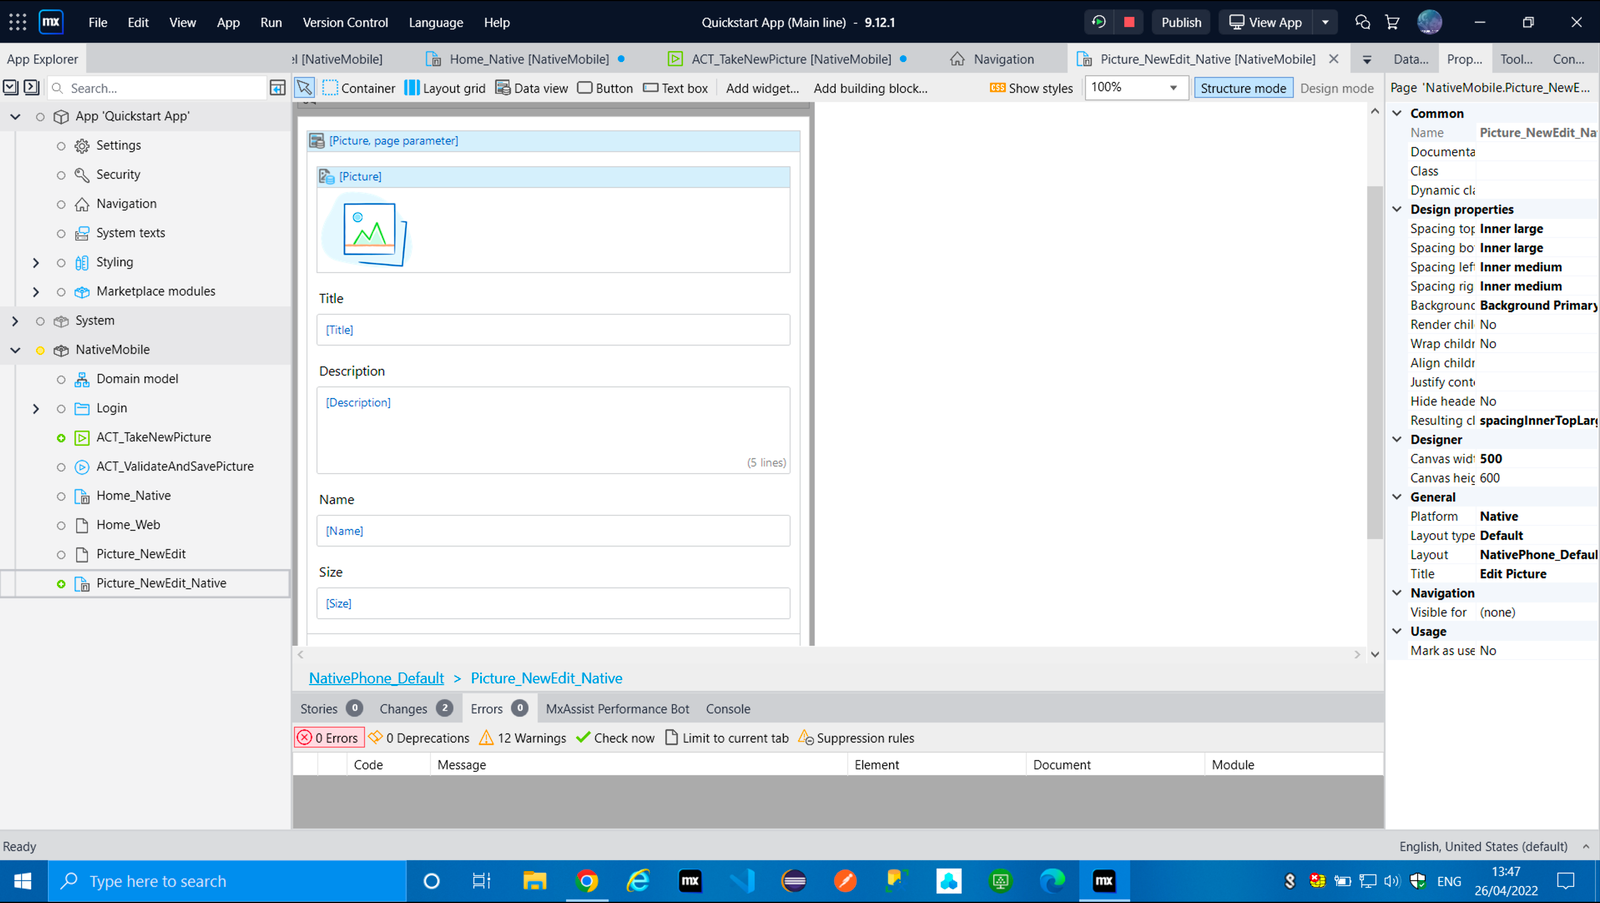 mx File Edit View App Run Version Control Language Help Quickstart App (Main line) - 9.12.1 Publish View App
App Explorer el [NativeMobile] Home_Native [NativeMobile] ACT_TakeNewPicture [NativeMobile] Navigation Picture_NewEdit_Native [NativeMobile] Data... Prop... Tool... Con...
Search... Container Layout grid Data view Button Text box Add widget... Add building block... CSS Show styles 100% Structure mode Design mode Page 'NativeMobile.Picture_NewE...
App 'Quickstart App'
Settings
Security
Navigation
System texts
Styling
Marketplace modules
System
NativeMobile
Domain model
Login
ACT_TakeNewPicture
ACT_ValidateAndSavePicture
Home_Native
Home_Web
Picture_NewEdit
Picture_NewEdit_Native
[Picture, page parameter]
[Picture]
Title
[Title]
Description
[Description]
(5 lines)
Name
[Name]
Size
[Size]
Common
Name Picture_NewEdit_Na
Documenta
Class
Dynamic cla
Design properties
Spacing top Inner large
Spacing bo Inner large
Spacing left Inner medium
Spacing rig Inner medium
Background Background Primary
Render chil No
Wrap childr No
Align childr
Justify cont
Hide heade No
Resulting cl spacingInnerTopLarg
Designer
Canvas widt 500
Canvas heig 600
General
Platform Native
Layout type Default
Layout NativePhone_Defaul
Title Edit Picture
Navigation
Visible for (none)
Usage
Mark as use No
NativePhone_Default > Picture_NewEdit_Native
Stories 0 Changes 2 Errors 0 MxAssist Performance Bot Console
0 Errors 0 Deprecations 12 Warnings Check now Limit to current tab Suppression rules
Code Message Element Document Module
Ready English, United States (default)
Type here to search mx mx ENG 13:47
26/04/2022